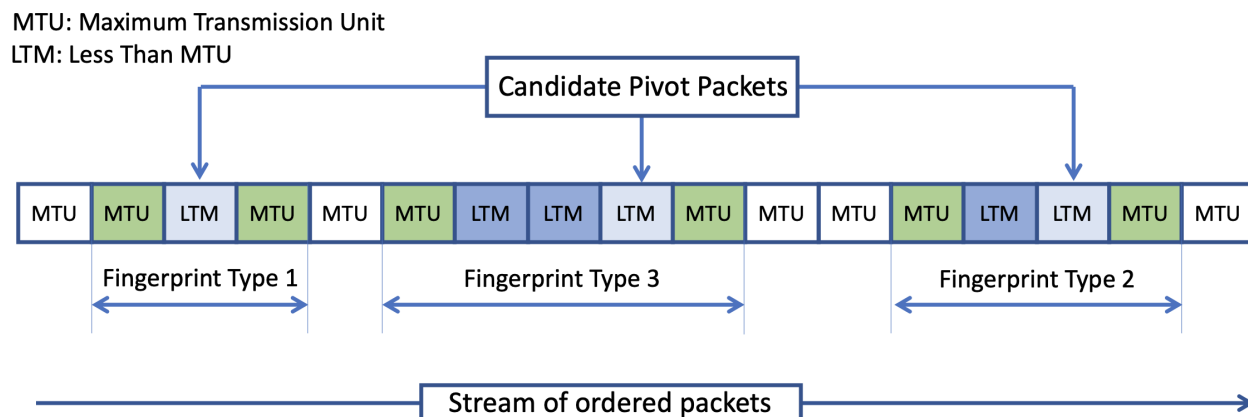 MTU: Maximum Transmission Unit
LTM: Less Than MTU
Candidate Pivot Packets
MTU MTU LTM MTU MTU MTU LTM LTM LTM MTU MTU MTU MTU LTM LTM MTU MTU
Fingerprint Type 1 Fingerprint Type 3 Fingerprint Type 2
Stream of ordered packets